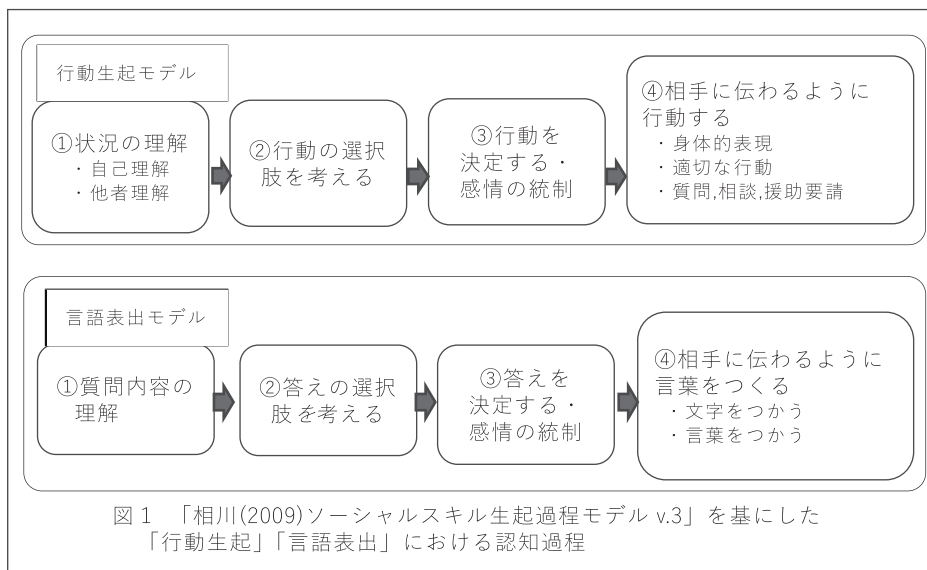 行動生起モデル
①状況の理解
・自己理解
・他者理解
②行動の選択
肢を考える
③行動を
決定する・
感情の統制
④相手に伝わるように
行動する
・身体的表現
・適切な行動
・質問,相談,援助要請
言語表出モデル
①質問内容の
理解
②答えの選択
肢を考える
③答えを
決定する・
感情の統制
④相手に伝わるように
言葉をつくる
・文字をつかう
・言葉をつかう
図1 「相川(2009)ソーシャルスキル生起過程モデル v.3」を基にした
「行動生起」「言語表出」における認知過程